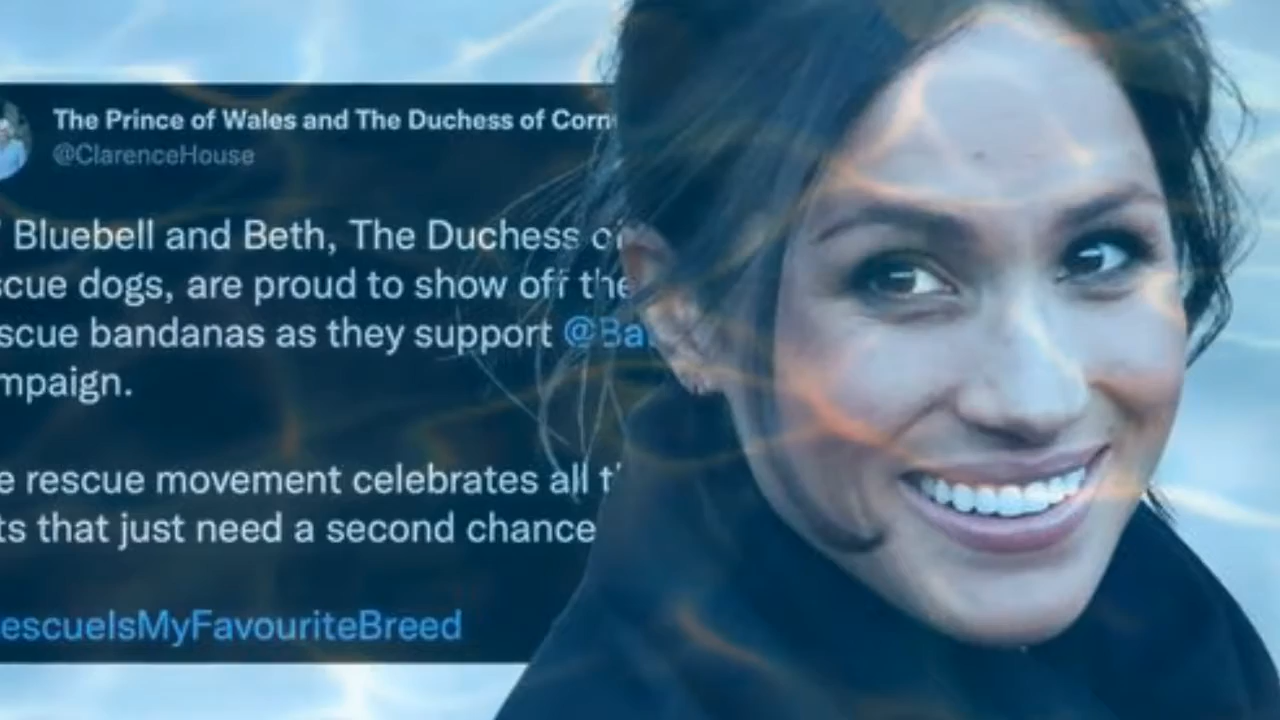 The Prince of Wales and The Duchess of Corn
@ClarenceHouse
Bluebell and Beth, The Duchess of
scue dogs, are proud to show off the
scue bandanas as they support @Ba
mpaign.
e rescue movement celebrates all t
ts that just need a second chance
escueIsMyFavouriteBreed